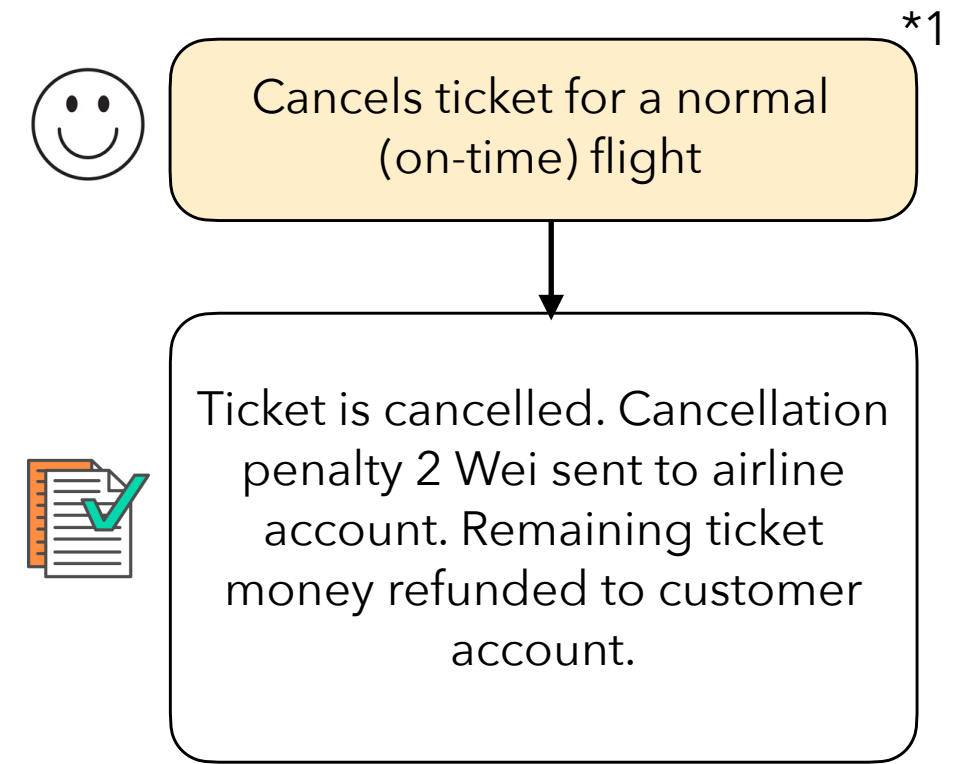 *1
Cancels ticket for a normal
(on-time) flight
Ticket is cancelled. Cancellation
penalty 2 Wei sent to airline
account. Remaining ticket
money refunded to customer
account.